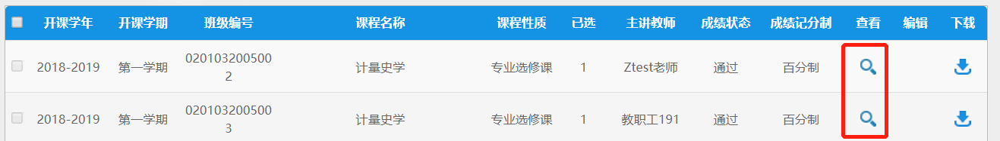 开课学年 开课学期 班级编号 课程名称 课程性质 已选 主讲教师 成绩状态 成绩记分制 查看 编辑 下载
2018-2019 第一学期 020103200500 计量史学 专业选修课 1 Ztest老师 通过 百分制
2
2018-2019 第一学期 020103200500 计量史学 专业选修课 1 教职工191 通过 百分制
3